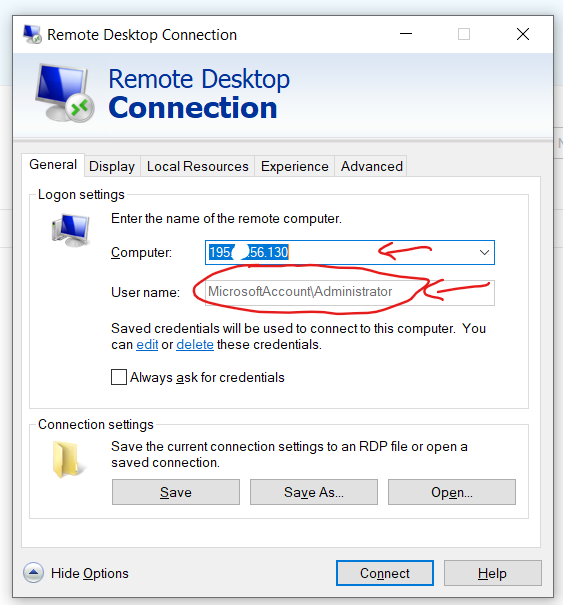 Remote Desktop Connection
Remote Desktop
Connection
General Display Local Resources Experience Advanced
Logon settings
Enter the name of the remote computer.
Computer: 195 56.130
User name: MicrosoftAccount\Administrator
Saved credentials will be used to connect to this computer. You
can edit or delete these credentials.
Always ask for credentials
Connection settings
Save the current connection settings to an RDP file or open a
saved connection.
Save Save As... Open...
Hide Options Connect Help